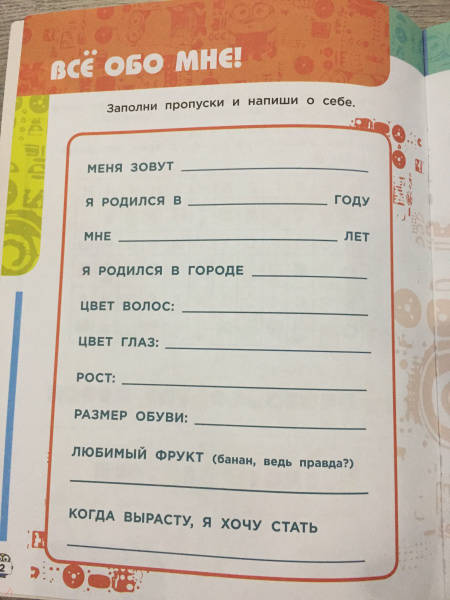 ВСЁ ОБО МНЕ!
Заполни пропуски и напиши о себе.
МЕНЯ ЗОВУТ
Я РОДИЛСЯ В ГОДУ
МНЕ ЛЕТ
Я РОДИЛСЯ В ГОРОДЕ
ЦВЕТ ВОЛОС:
ЦВЕТ ГЛАЗ:
РОСТ:
РАЗМЕР ОБУВИ:
ЛЮБИМЫЙ ФРУКТ (банан, ведь правда?)
КОГДА ВЫРАСТУ, Я ХОЧУ СТАТЬ
2